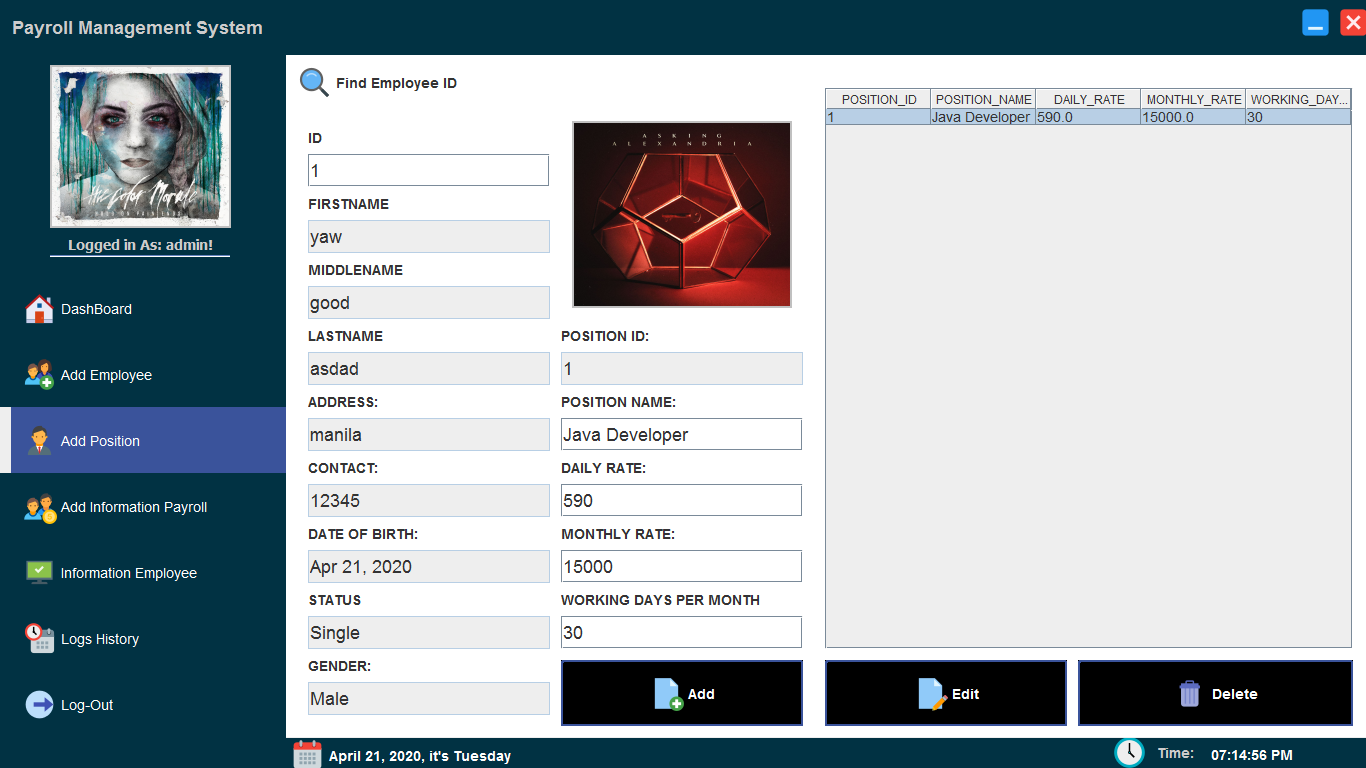 Payroll Management System
The Color Morale
Logged in As: admin!
DashBoard
Add Employee
Add Position
Add Information Payroll
Information Employee
Logs History
Log-Out
Find Employee ID
ID
1
FIRSTNAME
yaw
MIDDLENAME
good
LASTNAME
asdad
ADDRESS:
manila
CONTACT:
12345
DATE OF BIRTH:
Apr 21, 2020
STATUS
Single
GENDER:
Male
ASKING
ALEXANDRIA
POSITION ID:
1
POSITION NAME:
Java Developer
DAILY RATE:
590
MONTHLY RATE:
15000
WORKING DAYS PER MONTH
30
Add
POSITION_ID POSITION_NAME DAILY_RATE MONTHLY_RATE WORKING_DAY...
1 Java Developer 590.0 15000.0 30
Edit
Delete
April 21, 2020, it's Tuesday
Time: 07:14:56 PM